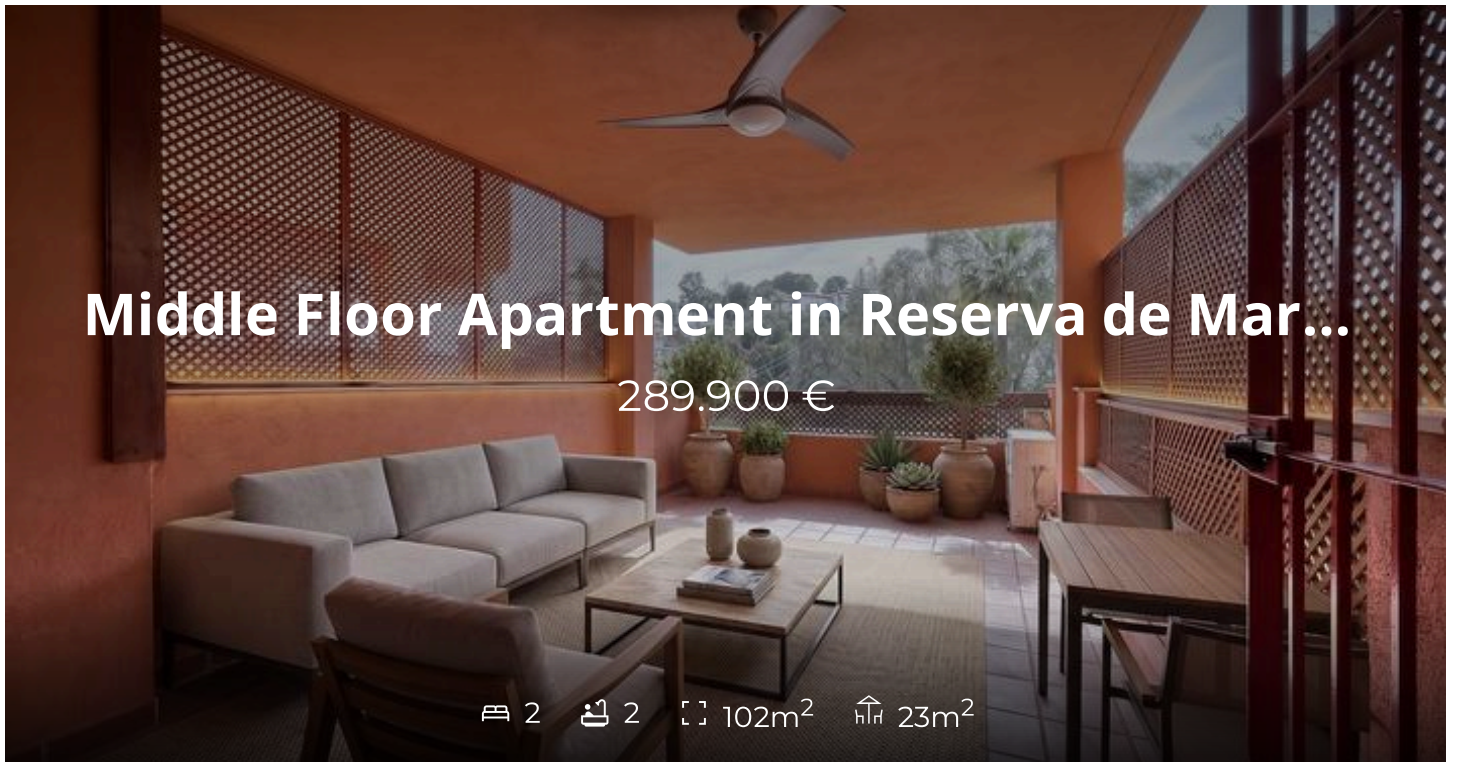 Middle Floor Apartment in Reserva de Mar...
289.900 €
2 2 102m² 23m²